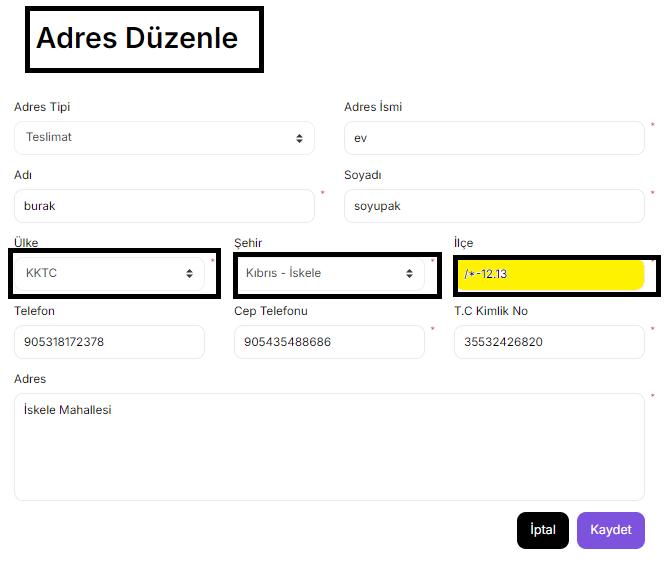 Adres Düzenle
Adres Tipi
Adres İsmi
Teslimat
ev
*
Adı
Soyadı
burak
*
soyupak
*
Ülke
Şehir
İlçe
KKTC
*
Kıbrıs - İskele
*
/*-12.13
*
Telefon
Cep Telefonu
T.C Kimlik No
905318172378
905435488686
*
35532426820
*
Adres
İskele Mahallesi
*
İptal
Kaydet